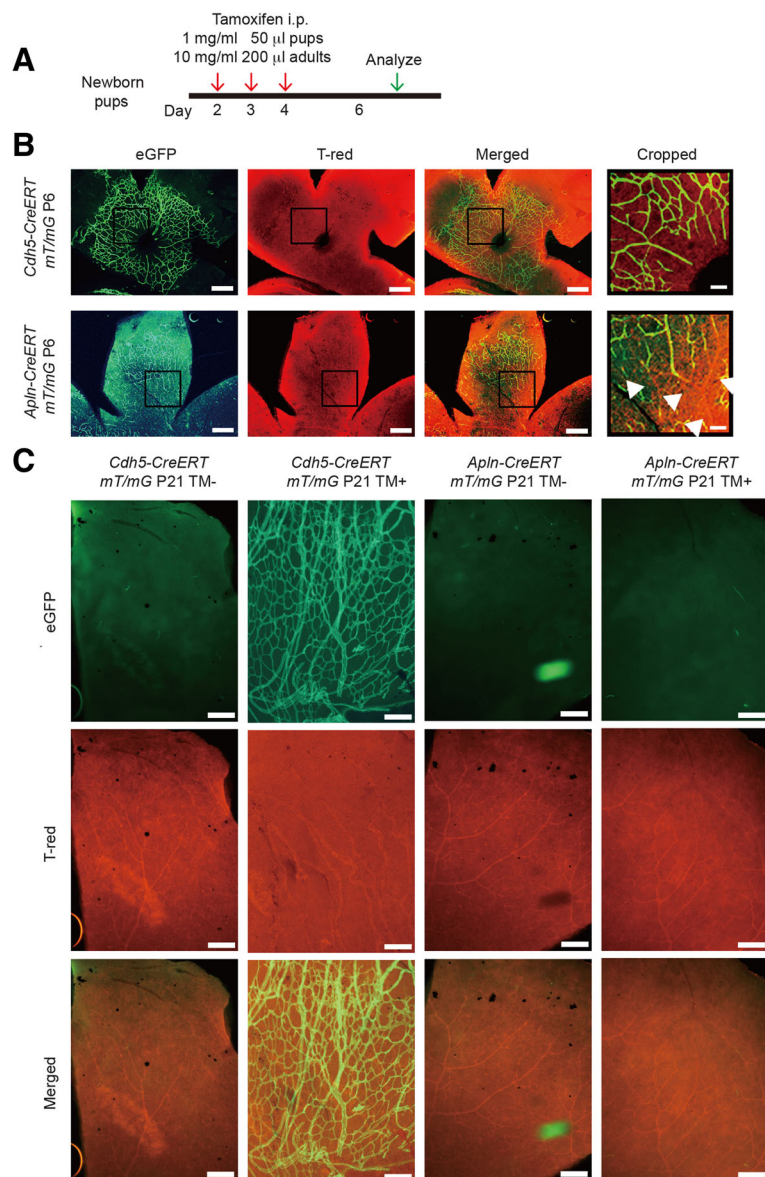 Tamoxifen i.p.
1 mg/ml 50 µl pups
10 mg/ml 200 µl adults
Analyze
A
Newborn
pups
Day 2 3 4 6
B
eGFP T-red Merged Cropped
Cdh5-CreERT
mT/mG P6
Apln-CreERT
mT/mG P6
C
Cdh5-CreERT
mT/mG P21 TM-
Cdh5-CreERT
mT/mG P21 TM+
Apln-CreERT
mT/mG P21 TM-
Apln-CreERT
mT/mG P21 TM+
eGFP
T-red
Merged